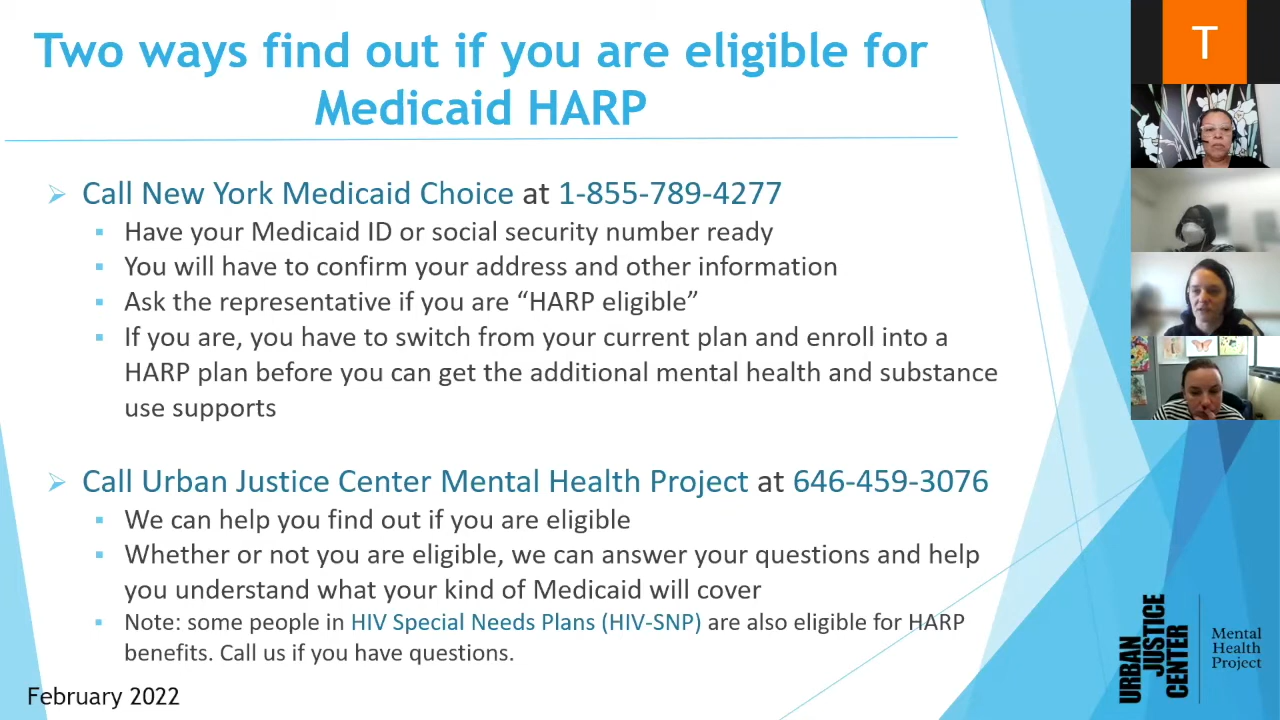 Two ways find out if you are eligible for
Medicaid HARP
Call New York Medicaid Choice at 1-855-789-4277
Have your Medicaid ID or social security number ready
You will have to confirm your address and other information
Ask the representative if you are “HARP eligible”
If you are, you have to switch from your current plan and enroll into a
HARP plan before you can get the additional mental health and substance
use supports
Call Urban Justice Center Mental Health Project at 646-459-3076
We can help you find out if you are eligible
Whether or not you are eligible, we can answer your questions and help
you understand what your kind of Medicaid will cover
Note: some people in HIV Special Needs Plans (HIV-SNP) are also eligible for HARP
benefits. Call us if you have questions.
February 2022
T
URBAN
JUSTICE
CENTER
Mental
Health
Project